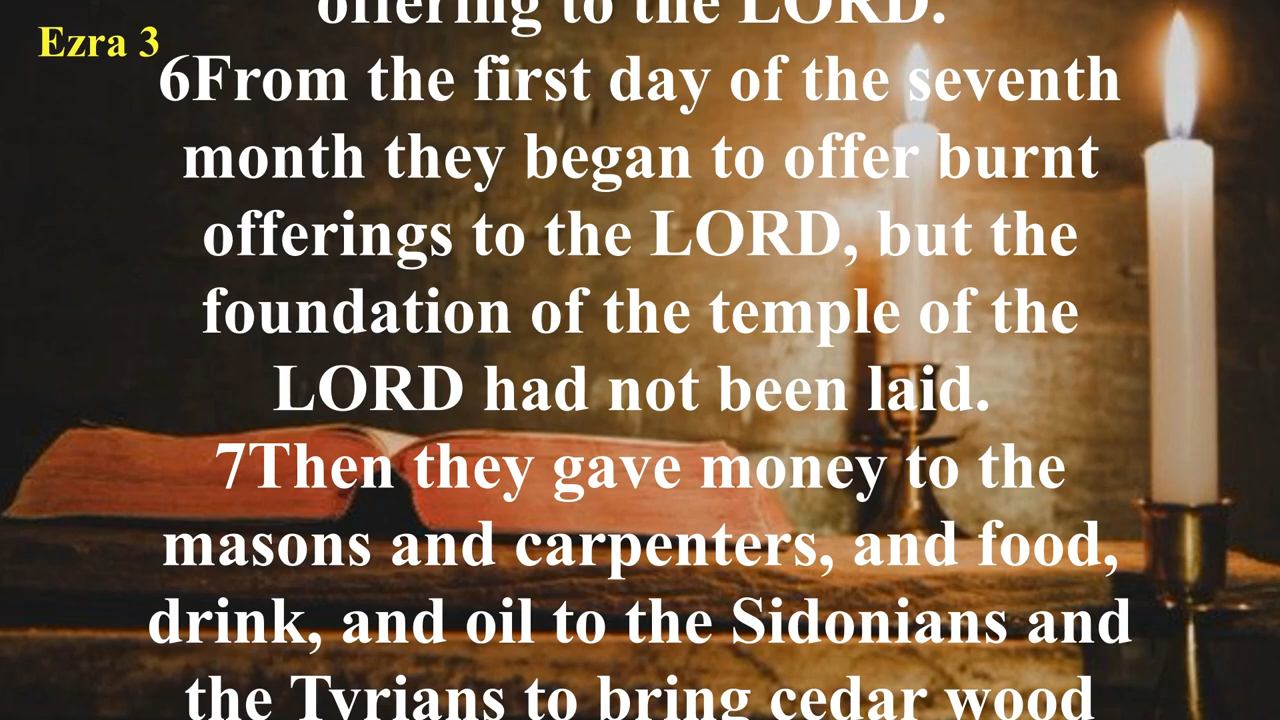 offering to the LORD.
Ezra 3
6From the first day of the seventh
month they began to offer burnt
offerings to the LORD, but the
foundation of the temple of the
LORD had not been laid.
7Then they gave money to the
masons and carpenters, and food,
drink, and oil to the Sidonians and
the Tyrians to bring cedar wood